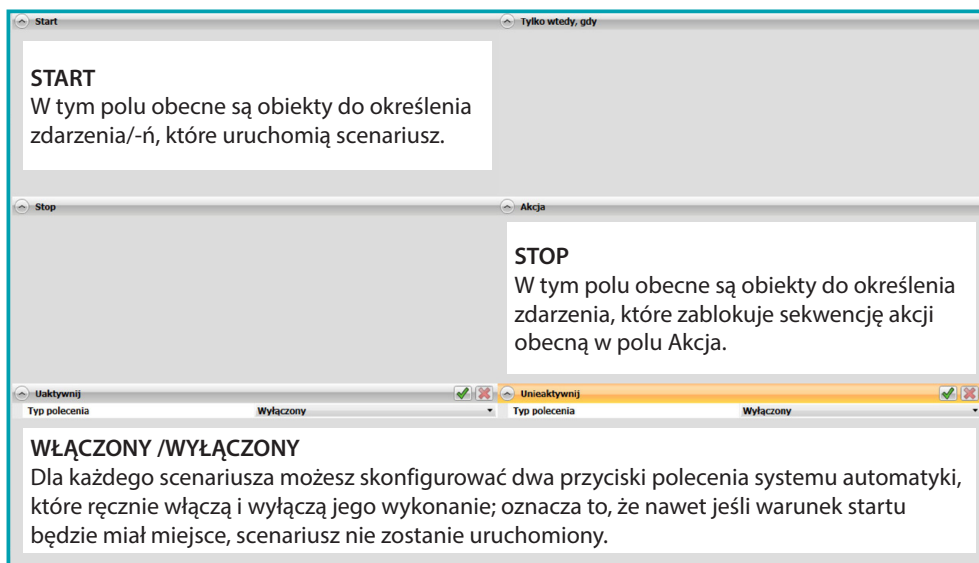 Start
Tylko wtedy, gdy
START
W tym polu obecne są obiekty do określenia
zdarzenia/-ń, które uruchomią scenariusz.
Stop
Akcja
STOP
W tym polu obecne są obiekty do określenia
zdarzenia, które zablokuje sekwencję akcji
obecną w polu Akcja.
Uaktywnij
Unieaktywnij
Typ polecenia Wyłączony
Typ polecenia Wyłączony
WŁĄCZONY /WYŁĄCZONY
Dla każdego scenariusza możesz skonfigurować dwa przyciski polecenia systemu automatyki,
które ręcznie włączą i wyłączą jego wykonanie; oznacza to, że nawet jeśli warunek startu
będzie miał miejsce, scenariusz nie zostanie uruchomiony.